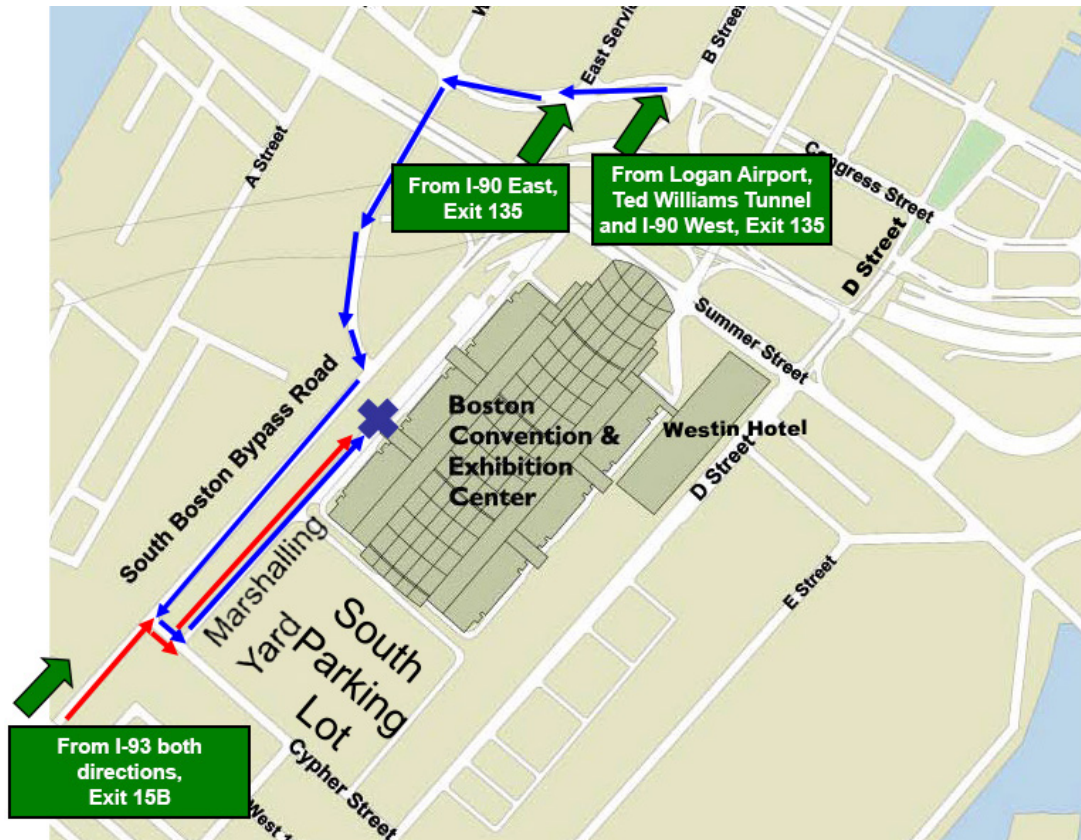 East Servic
B Street
A Street
From I-90 East,
Exit 135
From Logan Airport,
Ted Williams Tunnel
and I-90 West, Exit 135
Congress Street
D Street
Summer Street
South Boston Bypass Road
Boston
Convention &
Exhibition
Center
Westin Hotel
D Street
E Street
Marshalling
Yard
South
Parking
Lot
From I-93 both
directions,
Exit 15B
Cypher Street
West 1